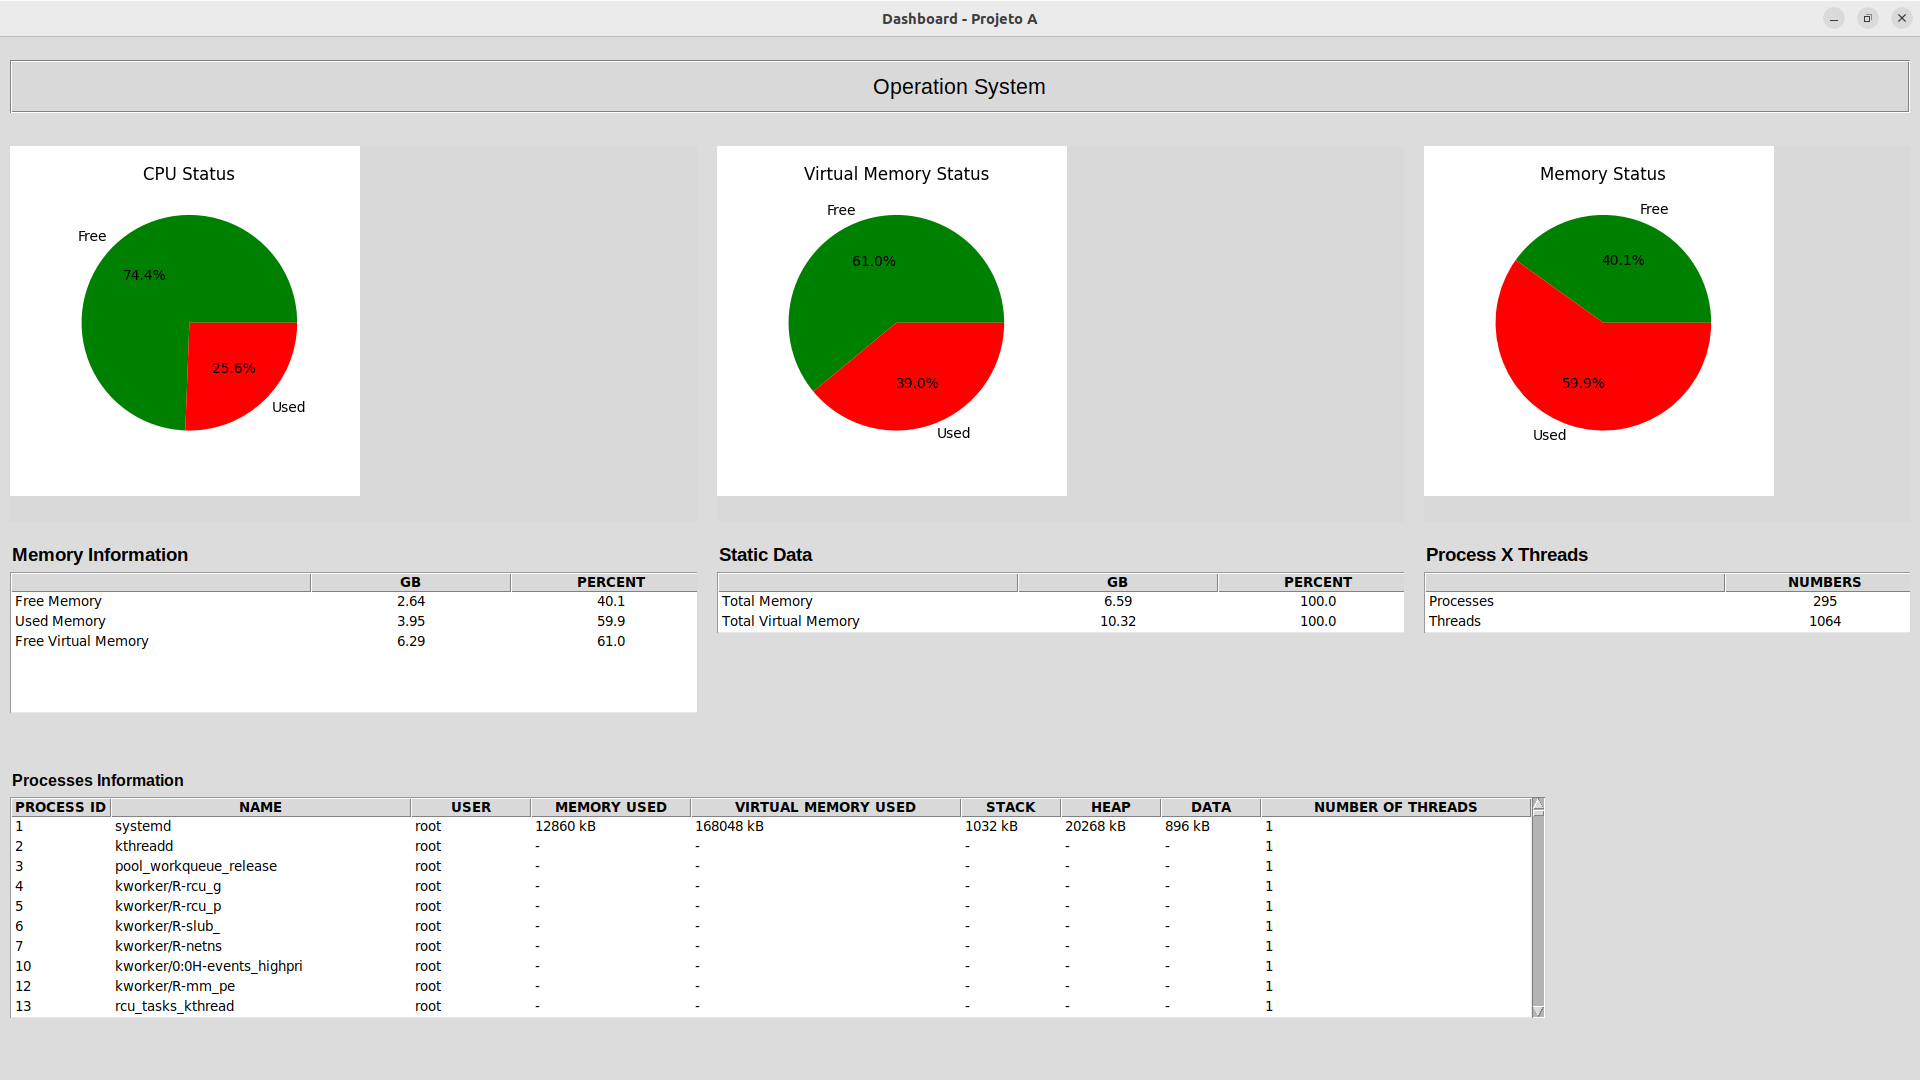 Dashboard - Projeto A
Operation System
CPU Status
Free
74.4%
25.6%
Used
Virtual Memory Status
Free
61.0%
39.0%
Used
Memory Status
Free
40.1%
59.9%
Used
Memory Information
GB PERCENT
Free Memory 2.64 40.1
Used Memory 3.95 59.9
Free Virtual Memory 6.29 61.0
Static Data
GB PERCENT
Total Memory 6.59 100.0
Total Virtual Memory 10.32 100.0
Process X Threads
NUMBERS
Processes 295
Threads 1064
Processes Information
PROCESS ID NAME USER MEMORY USED VIRTUAL MEMORY USED STACK HEAP DATA NUMBER OF THREADS
1 systemd root 12860 kB 168048 kB 1032 kB 20268 kB 896 kB 1
2 kthreadd root - - - - - 1
3 pool_workqueue_release root - - - - - 1
4 kworker/R-rcu_g root - - - - - 1
5 kworker/R-rcu_p root - - - - - 1
6 kworker/R-slub_ root - - - - - 1
7 kworker/R-netns root - - - - - 1
10 kworker/0:0H-events_highpri root - - - - - 1
12 kworker/R-mm_pe root - - - - - 1
13 rcu_tasks_kthread root - - - - - 1